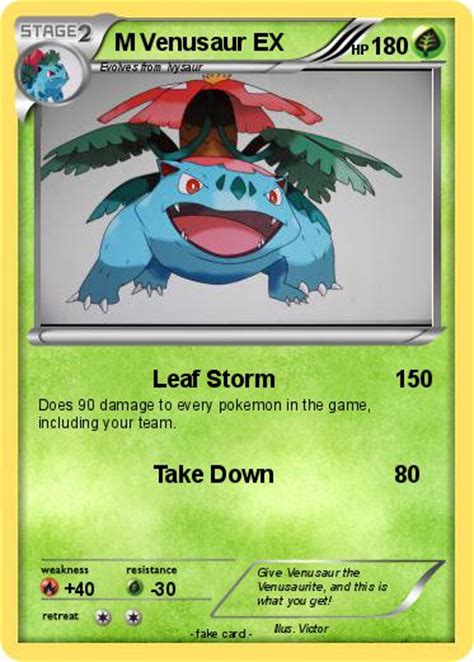 STAGE2 M Venusaur EX HP 180
Evolves from Ivysaur
Leaf Storm 150
Does 90 damage to every pokemon in the game,
including your team.
Take Down 80
weakness resistance
+40 -30
retreat
Give Venusaur the
Venusaurite, and this is
what you get!
- fake card - Illus. Victor